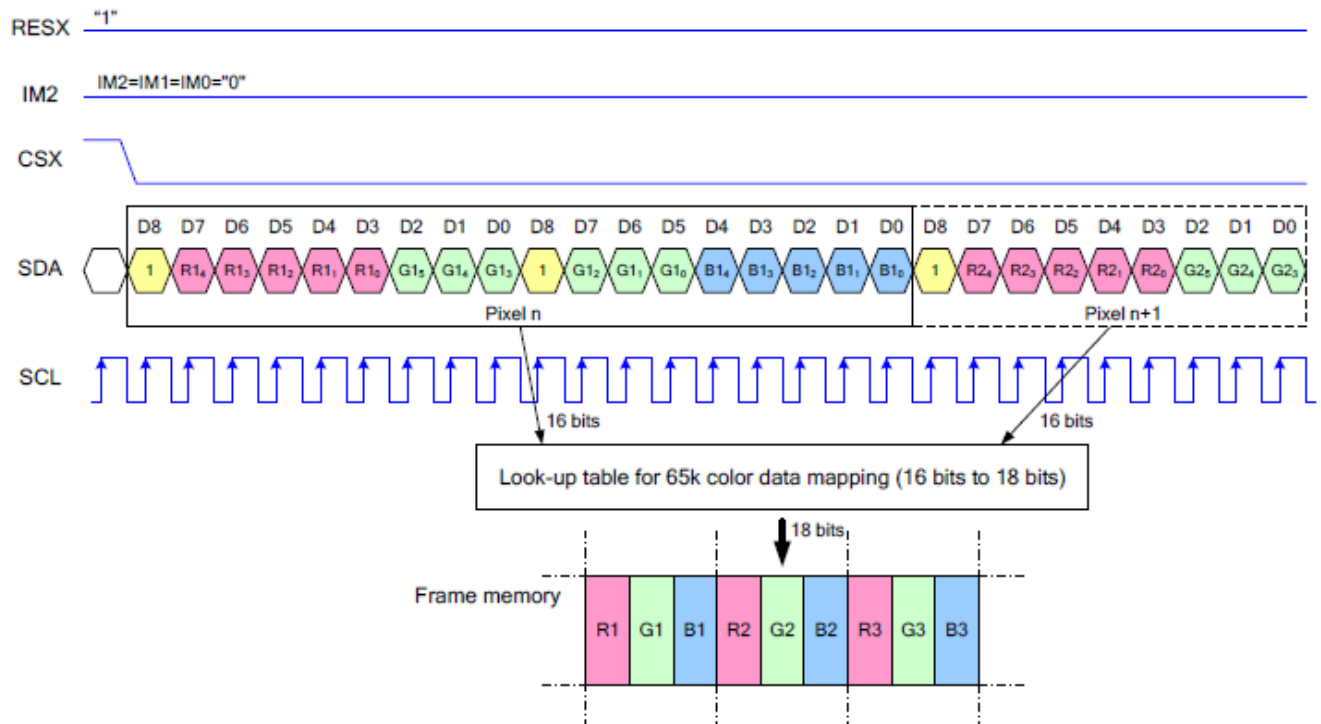 RESX "1"
IM2 IM2=IM1=IM0="0"
CSX
D8 D7 D6 D5 D4 D3 D2 D1 D0 D8 D7 D6 D5 D4 D3 D2 D1 D0 D8 D7 D6 D5 D4 D3 D2 D1 D0
SDA 1 R1₄ R1₃ R1₂ R1₁ R1₀ G1₅ G1₄ G1₃ 1 G1₂ G1₁ G1₀ B1₄ B1₃ B1₂ B1₁ B1₀ 1 R2₄ R2₃ R2₂ R2₁ R2₀ G2₅ G2₄ G2₃
Pixel n Pixel n+1
SCL
16 bits 16 bits
Look-up table for 65k color data mapping (16 bits to 18 bits)
18 bits
Frame memory
R1 G1 B1 R2 G2 B2 R3 G3 B3